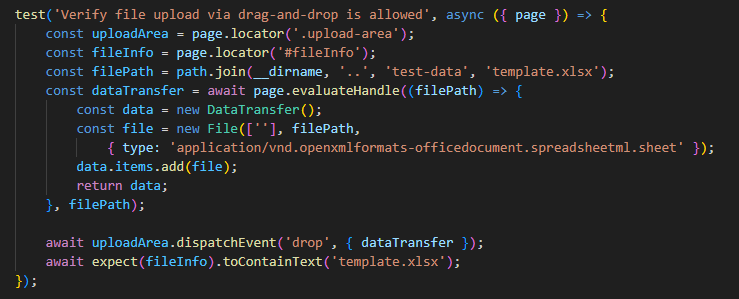 test('Verify file upload via drag-and-drop is allowed', async ({ page }) => {
    const uploadArea = page.locator('.upload-area');
    const fileInfo = page.locator('#fileInfo');
    const filePath = path.join(__dirname, '..', 'test-data', 'template.xlsx');
    const dataTransfer = await page.evaluateHandle((filePath) => {
        const data = new DataTransfer();
        const file = new File([''], filePath,
            { type: 'application/vnd.openxmlformats-officedocument.spreadsheetml.sheet' });
        data.items.add(file);
        return data;
    }, filePath);

    await uploadArea.dispatchEvent('drop', { dataTransfer });
    await expect(fileInfo).toContainText('template.xlsx');
});